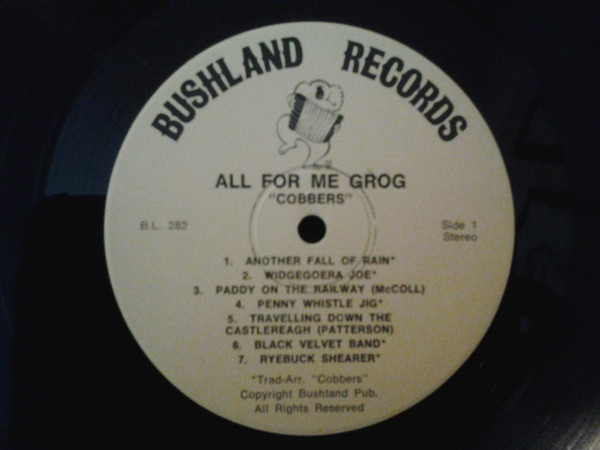 BUSHLAND RECORDS
ALL FOR ME GROG
"COBBERS"
B.L. 282
Side 1
Stereo
1. ANOTHER FALL OF RAIN*
2. WIDGEGOERA JOE*
3. PADDY ON THE RAILWAY (McCOLL)
4. PENNY WHISTLE JIG*
5. TRAVELLING DOWN THE
CASTLEREAGH (PATTERSON)
6. BLACK VELVET BAND*
7. RYEBUCK SHEARER*
*Trad-Arr. "Cobbers"
Copyright Bushland Pub.
All Rights Reserved